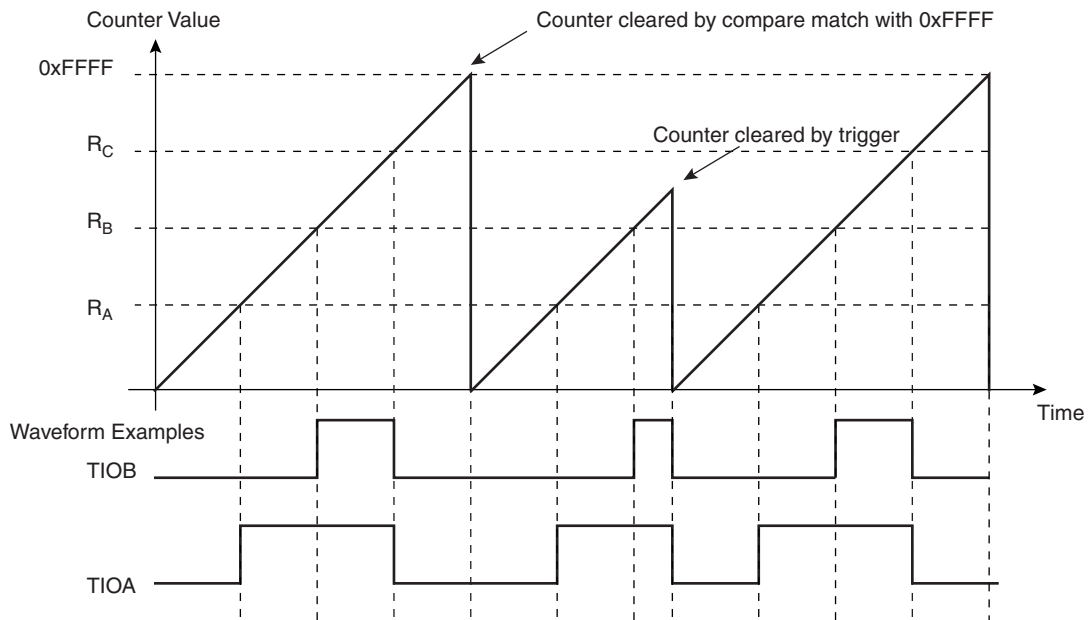 Counter Value
Counter cleared by compare match with 0xFFFF
0xFFFF
Counter cleared by trigger
RC
RB
RA
Time
Waveform Examples
TIOB
TIOA